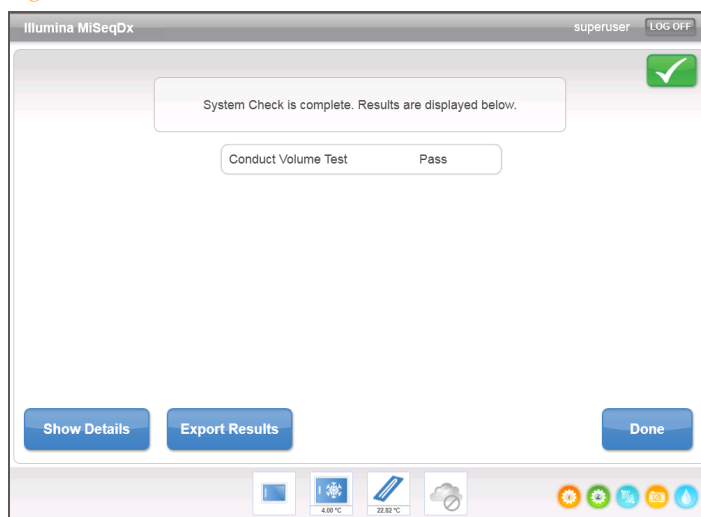 Illumina MiSeqDx
superuser LOG OFF
System Check is complete. Results are displayed below.
Conduct Volume Test Pass
Show Details Export Results Done
4.00 °C 22.82 °C